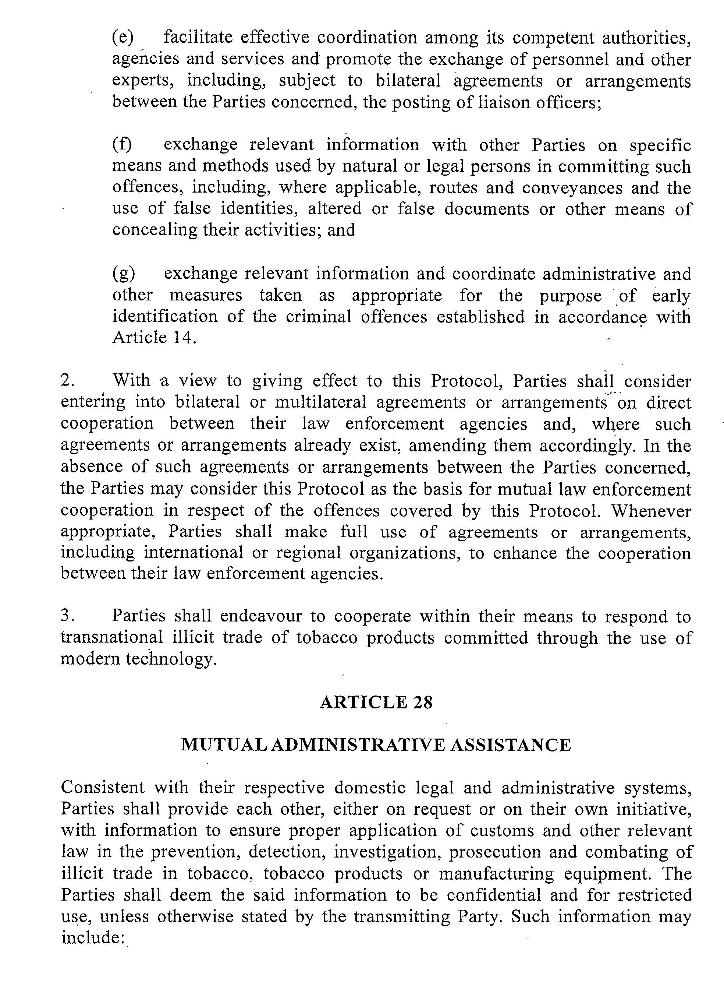 (e) facilitate effective coordination among its competent authorities,
agencies and services and promote the exchange of personnel and other
experts, including, subject to bilateral agreements or arrangements
between the Parties concerned, the posting of liaison officers;
(f) exchange relevant information with other Parties on specific
means and methods used by natural or legal persons in committing such
offences, including, where applicable, routes and conveyances and the
use of false identities, altered or false documents or other means of
concealing their activities; and
(g) exchange relevant information and coordinate administrative and
other measures taken as appropriate for the purpose of early
identification of the criminal offences established in accordance with
Article 14.
2. With a view to giving effect to this Protocol, Parties shall consider
entering into bilateral or multilateral agreements or arrangements on direct
cooperation between their law enforcement agencies and, where such
agreements or arrangements already exist, amending them accordingly. In the
absence of such agreements or arrangements between the Parties concerned,
the Parties may consider this Protocol as the basis for mutual law enforcement
cooperation in respect of the offences covered by this Protocol. Whenever
appropriate, Parties shall make full use of agreements or arrangements,
including international or regional organizations, to enhance the cooperation
between their law enforcement agencies.
3. Parties shall endeavour to cooperate within their means to respond to
transnational illicit trade of tobacco products committed through the use of
modern technology.
ARTICLE 28
MUTUAL ADMINISTRATIVE ASSISTANCE
Consistent with their respective domestic legal and administrative systems,
Parties shall provide each other, either on request or on their own initiative,
with information to ensure proper application of customs and other relevant
law in the prevention, detection, investigation, prosecution and combating of
illicit trade in tobacco, tobacco products or manufacturing equipment. The
Parties shall deem the said information to be confidential and for restricted
use, unless otherwise stated by the transmitting Party. Such information may
include: